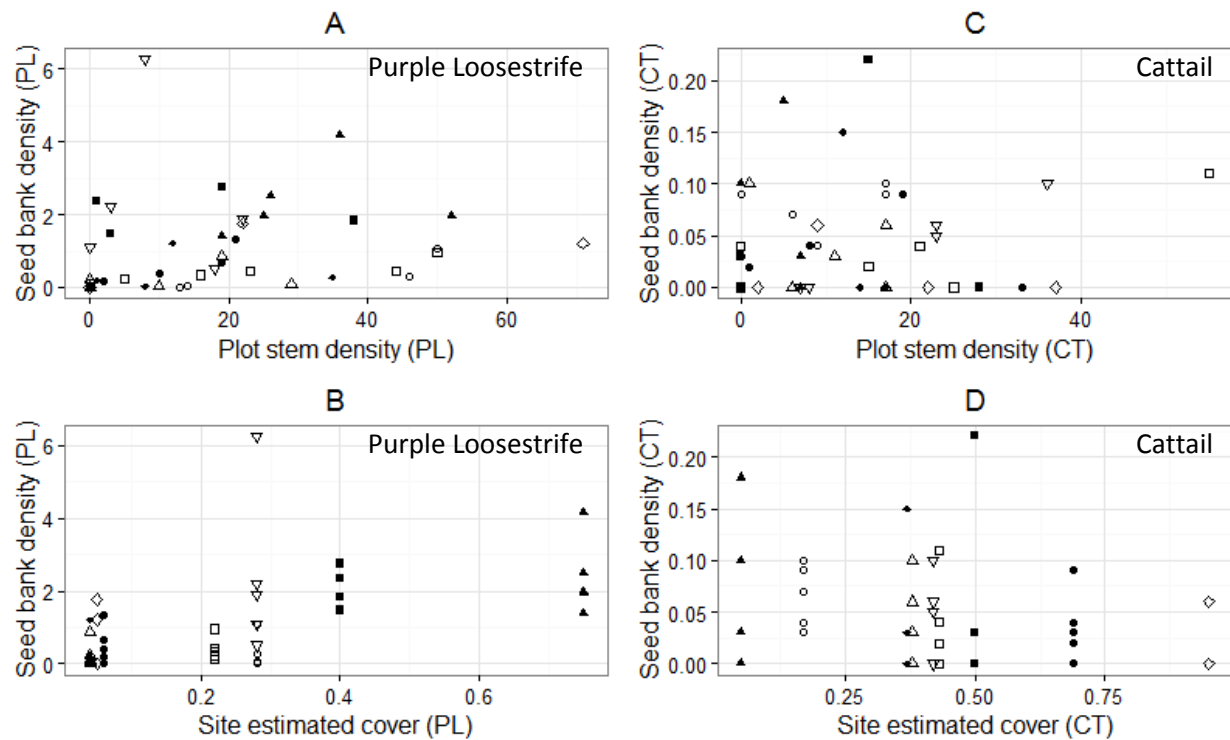 A
Purple Loosestrife
Seed bank density (PL)
6
4
2
0
0 20 40 60
Plot stem density (PL)
C
Cattail
Seed bank density (CT)
0.20
0.15
0.10
0.05
0.00
0 20 40
Plot stem density (CT)
B
Purple Loosestrife
Seed bank density (PL)
6
4
2
0
0.2 0.4 0.6
Site estimated cover (PL)
D
Cattail
Seed bank density (CT)
0.20
0.15
0.10
0.05
0.00
0.25 0.50 0.75
Site estimated cover (CT)